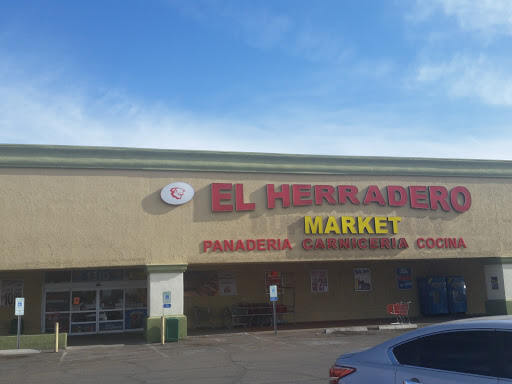 EL HERRADERO
MARKET
PANADERIA CARNICERIA COCINA